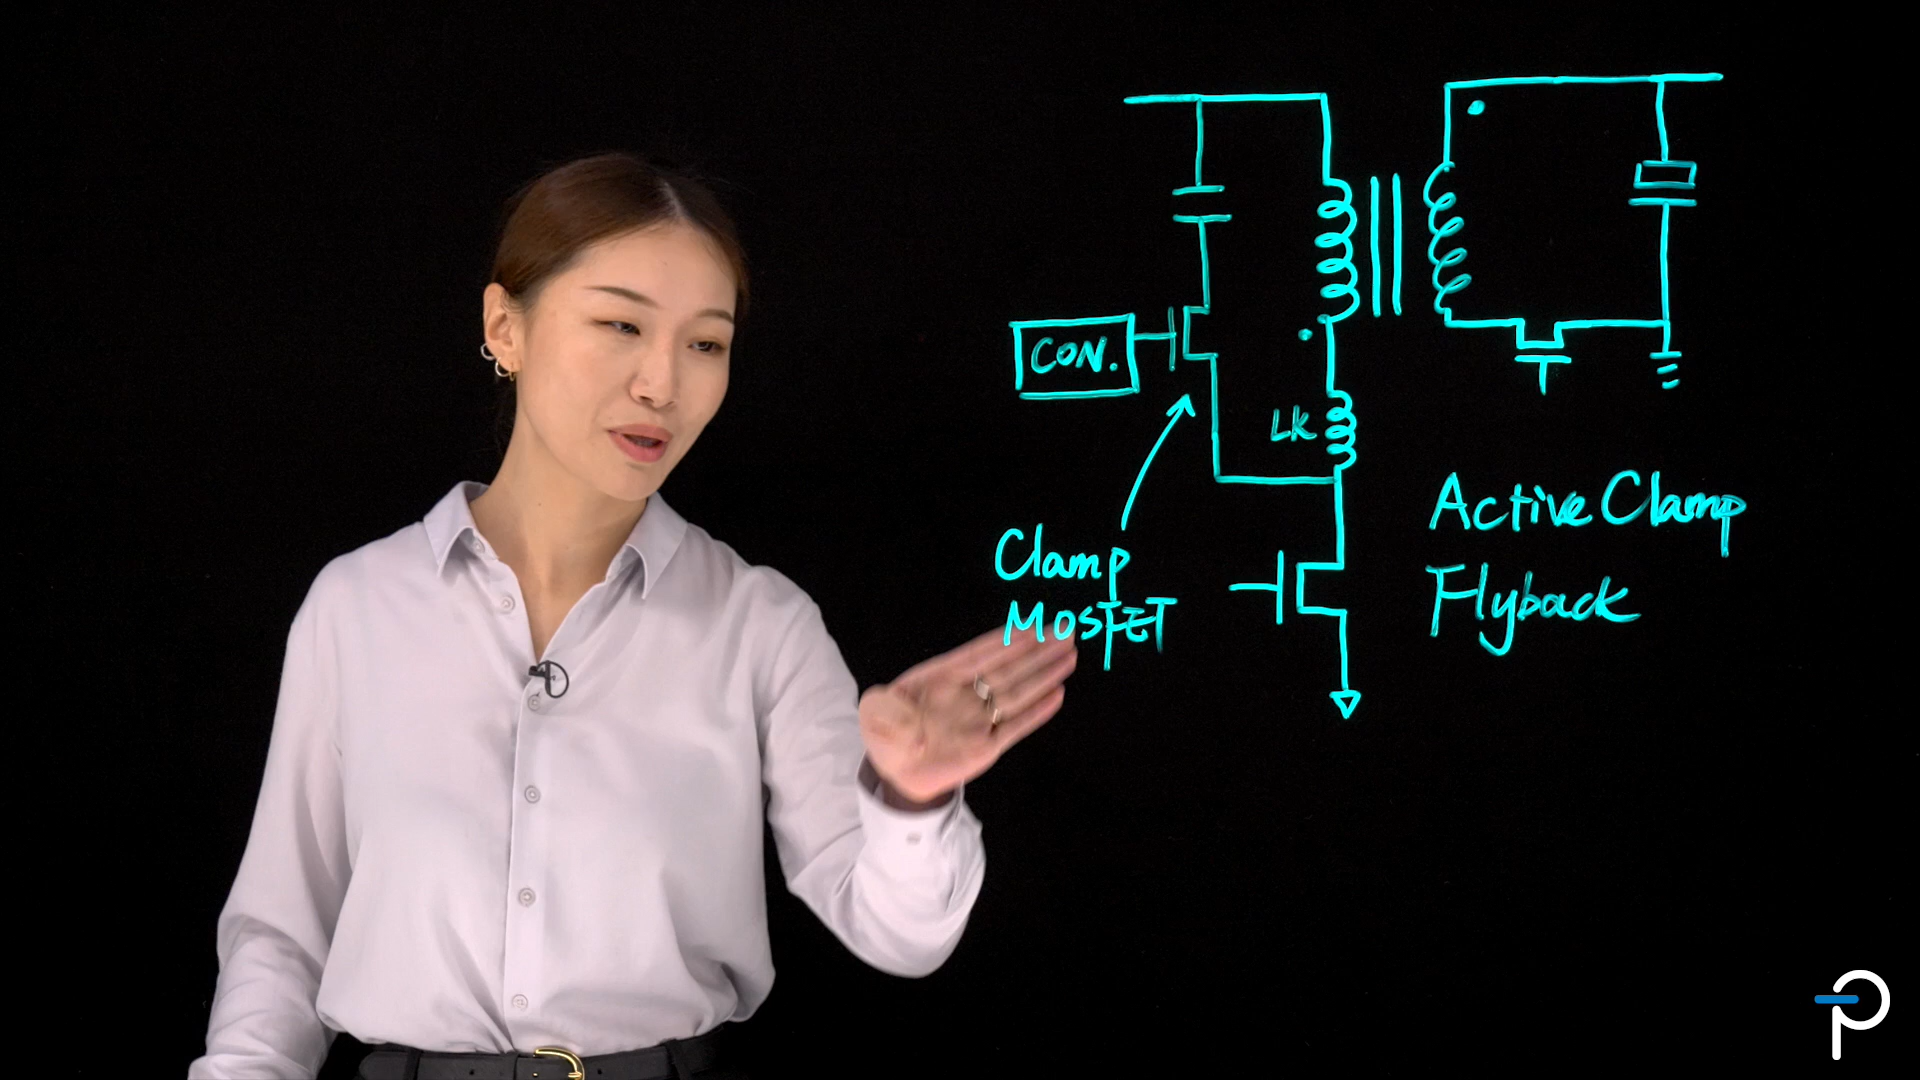 CON.
LK
Clamp
MOSFET
Active Clamp
Flyback